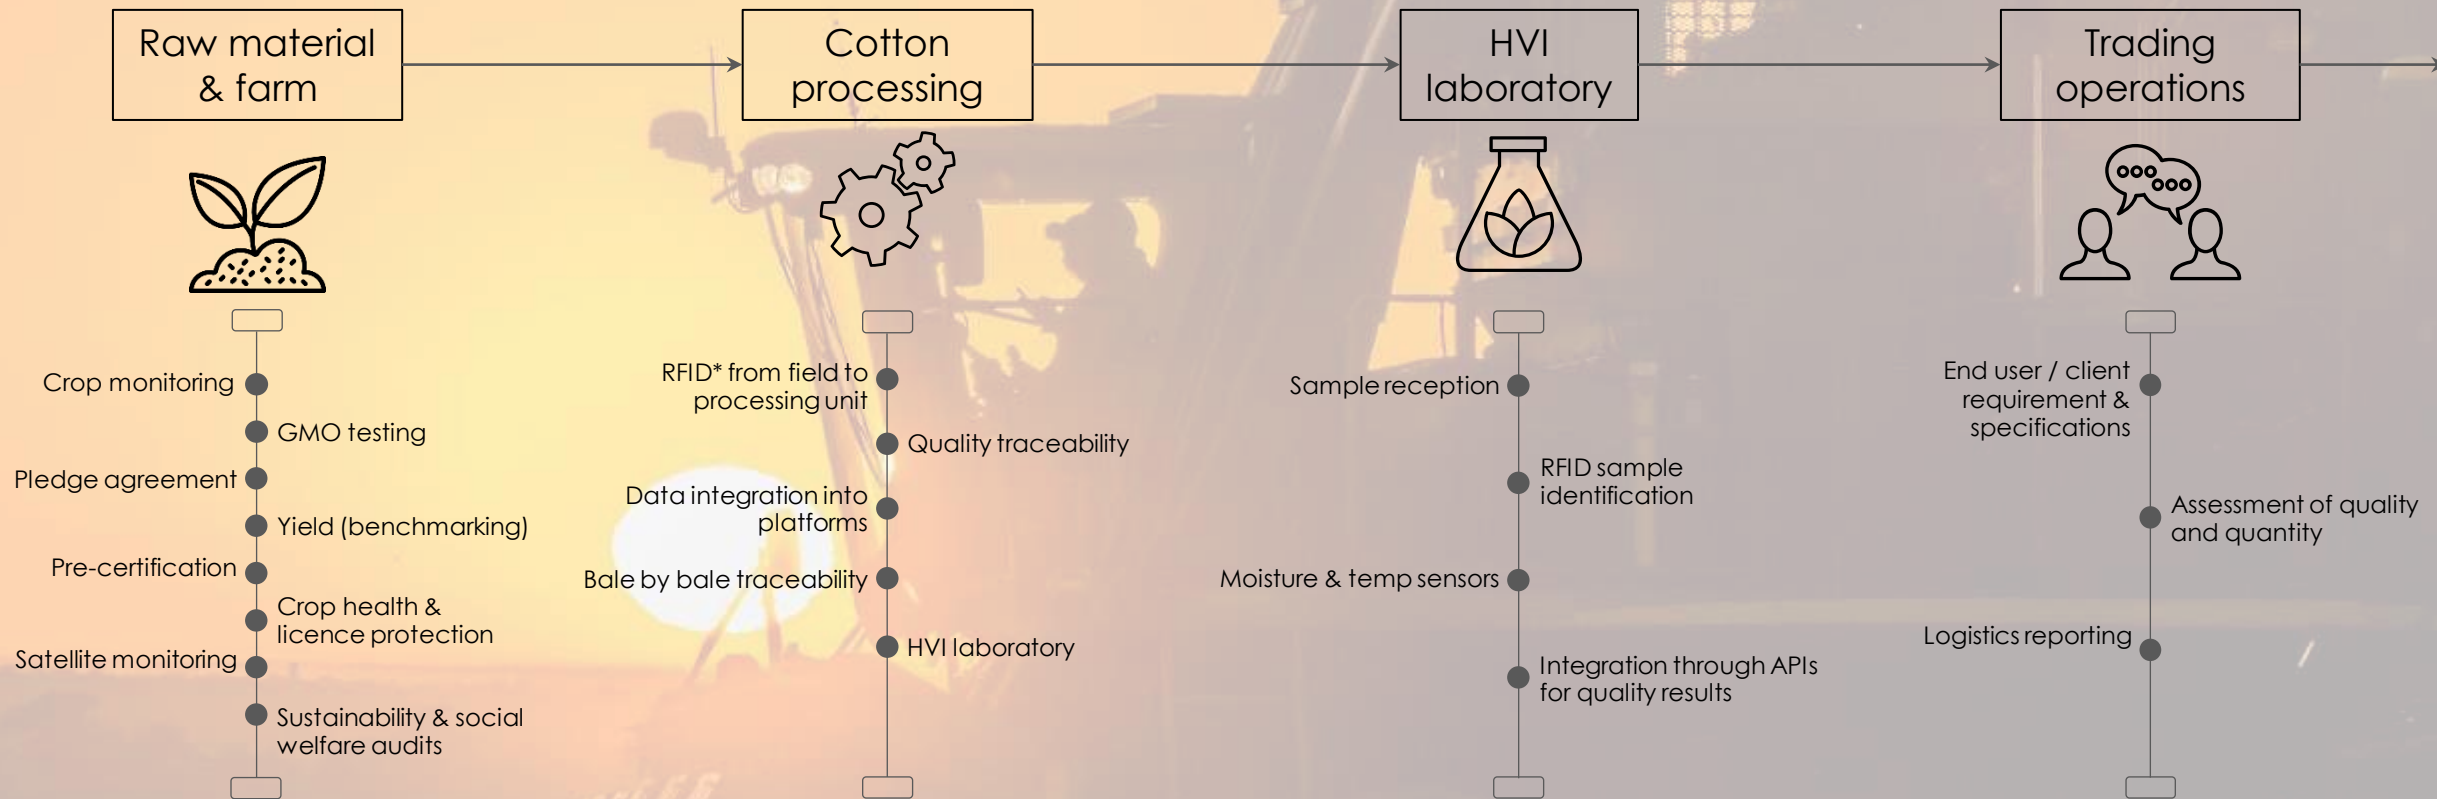 Raw material
& farm
Cotton
processing
HVI
laboratory
Trading
operations
Crop monitoring
GMO testing
Pledge agreement
Yield (benchmarking)
Pre-certification
Crop health &
licence protection
Satellite monitoring
Sustainability & social
welfare audits
RFID* from field to
processing unit
Quality traceability
Data integration into
platforms
Bale by bale traceability
HVI laboratory
Sample reception
RFID sample
identification
Moisture & temp sensors
Integration through APIs
for quality results
End user / client
requirement &
specifications
Assessment of quality
and quantity
Logistics reporting